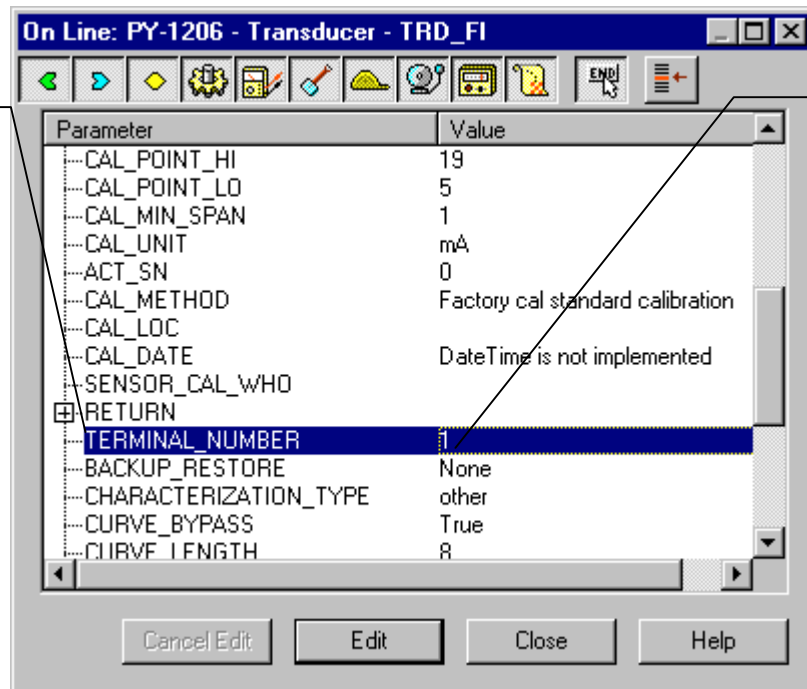 On Line: PY-1206 - Transducer - TRD_FI
END
Parameter Value
CAL_POINT_HI 19
CAL_POINT_LO 5
CAL_MIN_SPAN 1
CAL_UNIT mA
ACT_SN 0
CAL_METHOD Factory cal standard calibration
CAL_LOC
CAL_DATE DateTime is not implemented
SENSOR_CAL_WHO
RETURN
TERMINAL_NUMBER 1
BACKUP_RESTORE None
CHARACTERIZATION_TYPE other
CURVE_BYPASS True
CURVE_LENGTH 8
Cancel Edit Edit Close Help